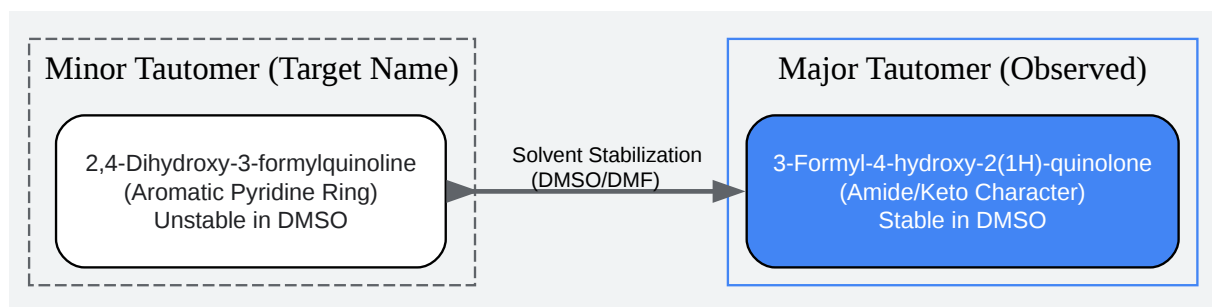 Minor Tautomer (Target Name)
2,4-Dihydroxy-3-formylquinoline
(Aromatic Pyridine Ring)
Unstable in DMSO
Solvent Stabilization
(DMSO/DMF)
Major Tautomer (Observed)
3-Formyl-4-hydroxy-2(1H)-quinolone
(Amide/Keto Character)
Stable in DMSO